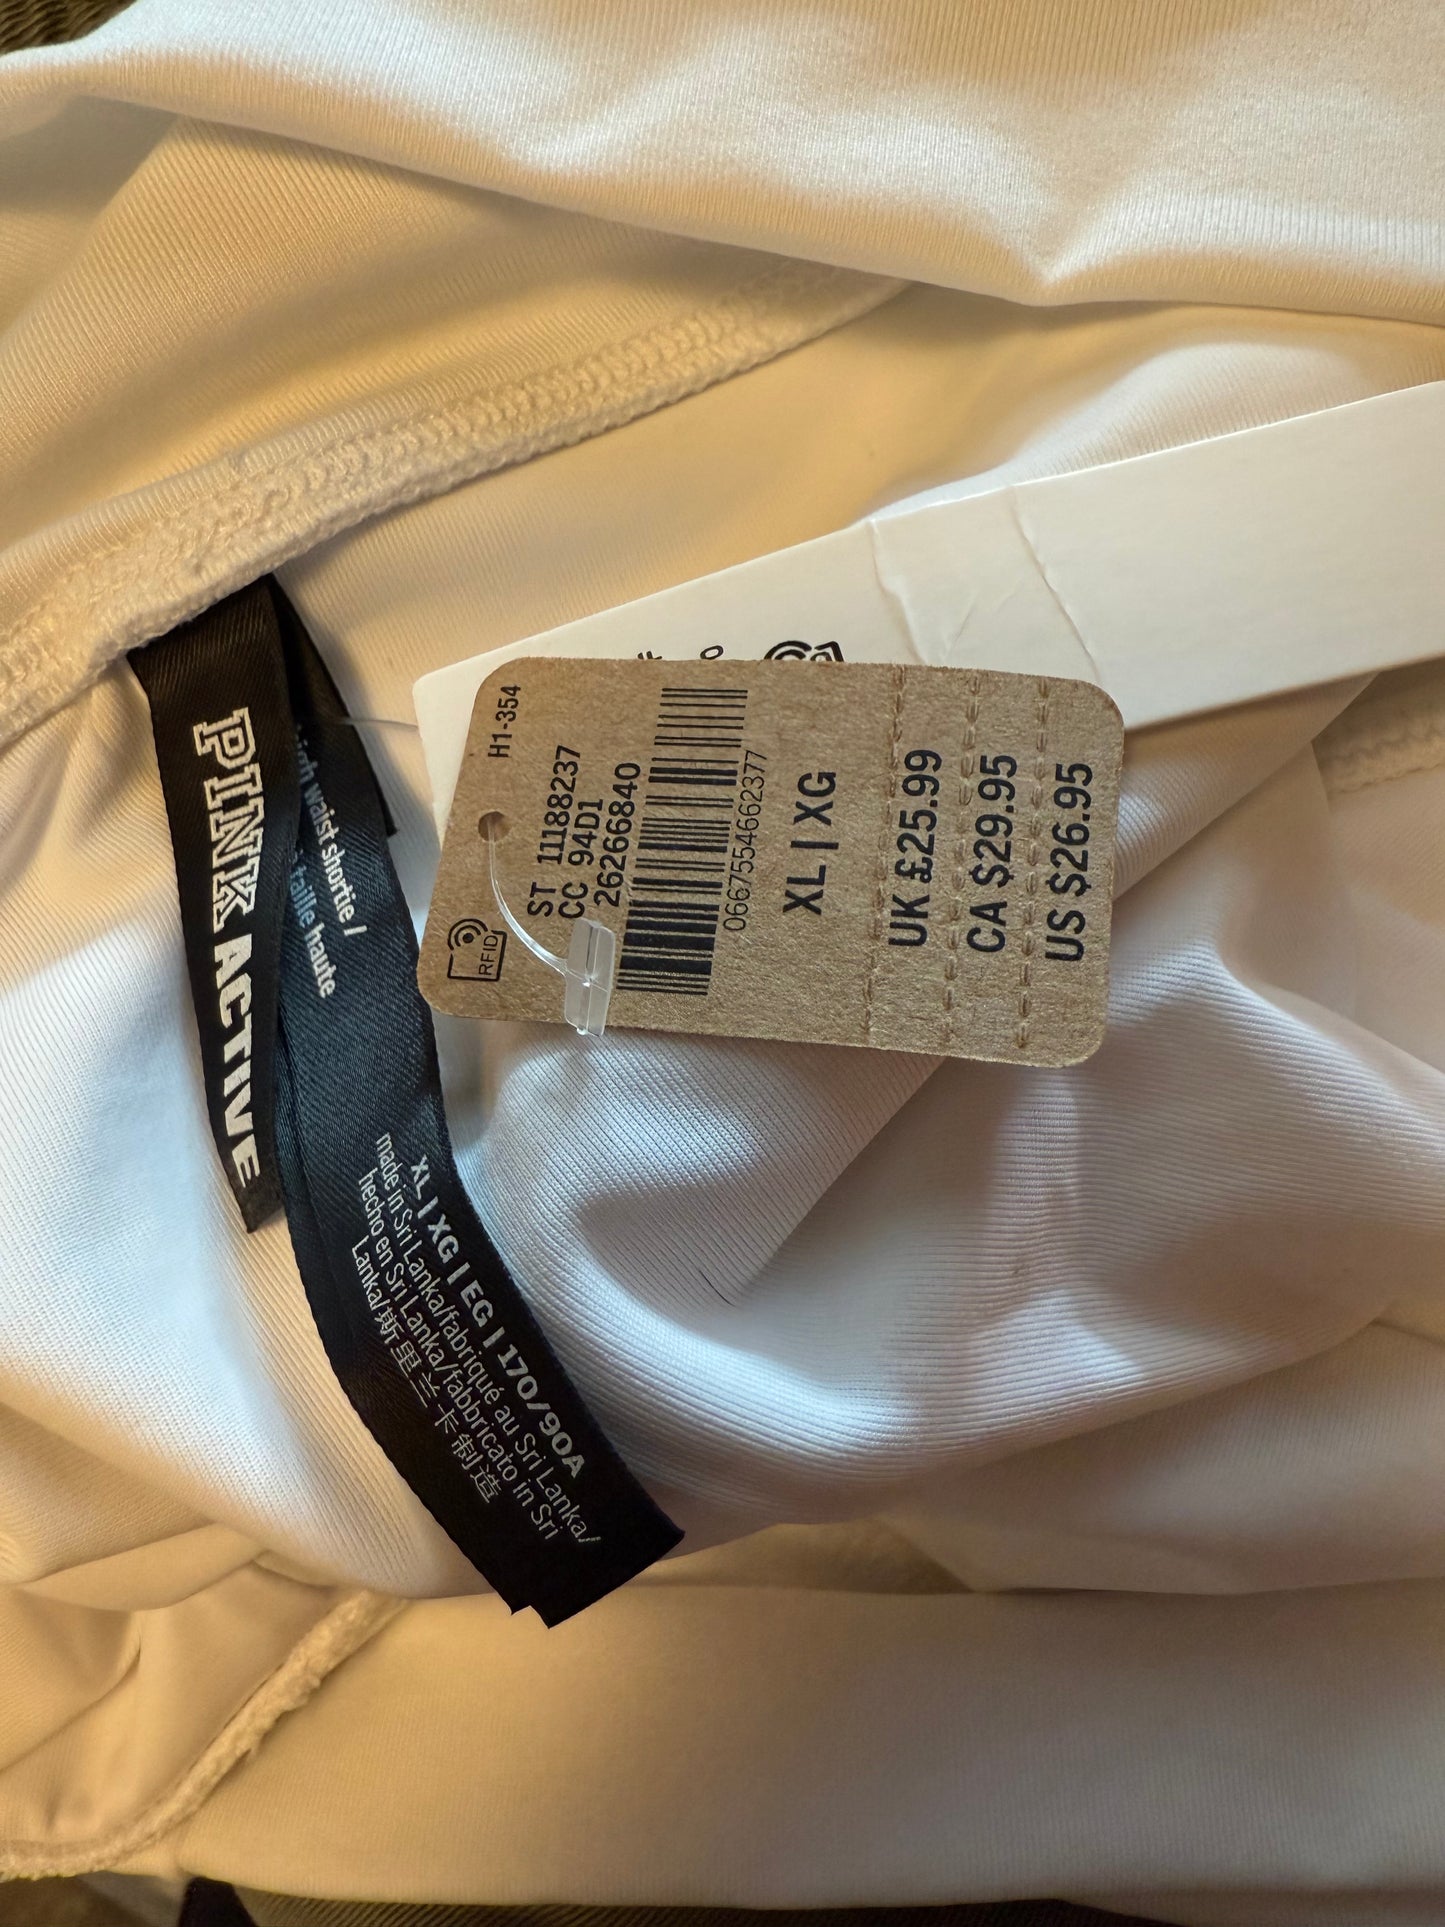 H1-354
RFID
ST 11188237
CC 94D1
26266840
0667554662377
XL | XG
UK £25.99
CA $29.95
US $26.95
PINK ACTIVE
waist shortie /
taille haute
XL | XG | EG | 170/90A
made in Sri Lanka/fabriqué au Sri Lanka/
hecho en Sri Lanka/fabbricato in Sri
Lanka/斯里兰卡制造